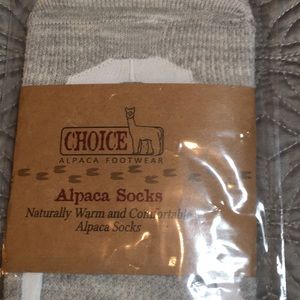 CHOICE
ALPACA FOOTWEAR
Alpaca Socks
Naturally Warm and Comfortable
Alpaca Socks